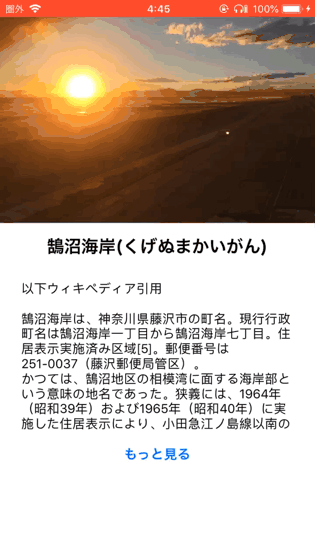 圏外 4:45 100%
鵠沼海岸(くげぬまかいがん)
以下ウィキペディア引用
鵠沼海岸は、神奈川県藤沢市の町名。現行行政
町名は鵠沼海岸一丁目から鵠沼海岸七丁目。住
居表示実施済み区域[5]。郵便番号は
251-0037（藤沢郵便局管区）。
かつては、鵠沼地区の相模湾に面する海岸部と
いう意味の地名であった。狭義には、1964年
（昭和39年）および1965年（昭和40年）に実
施した住居表示により、小田急江ノ島線以南の
もっと見る